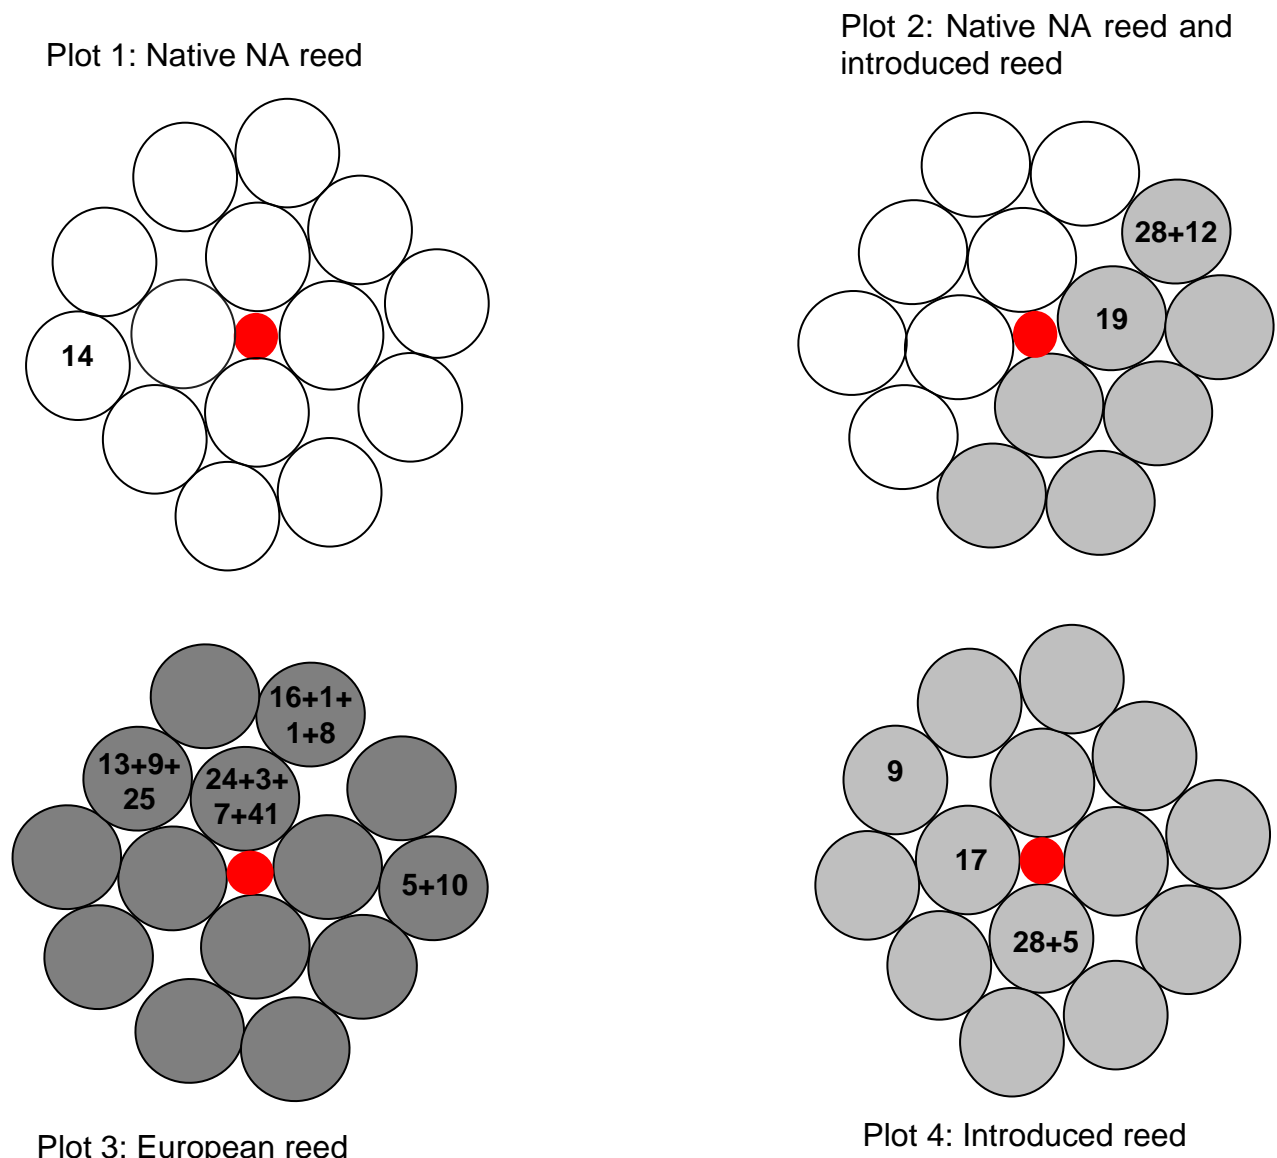 Plot 1: Native NA reed
Plot 2: Native NA reed and
introduced reed
14
28+12
19
16+1+
1+8
13+9+
25
24+3+
7+41
5+10
9
17
28+5
Plot 3: European reed
Plot 4: Introduced reed